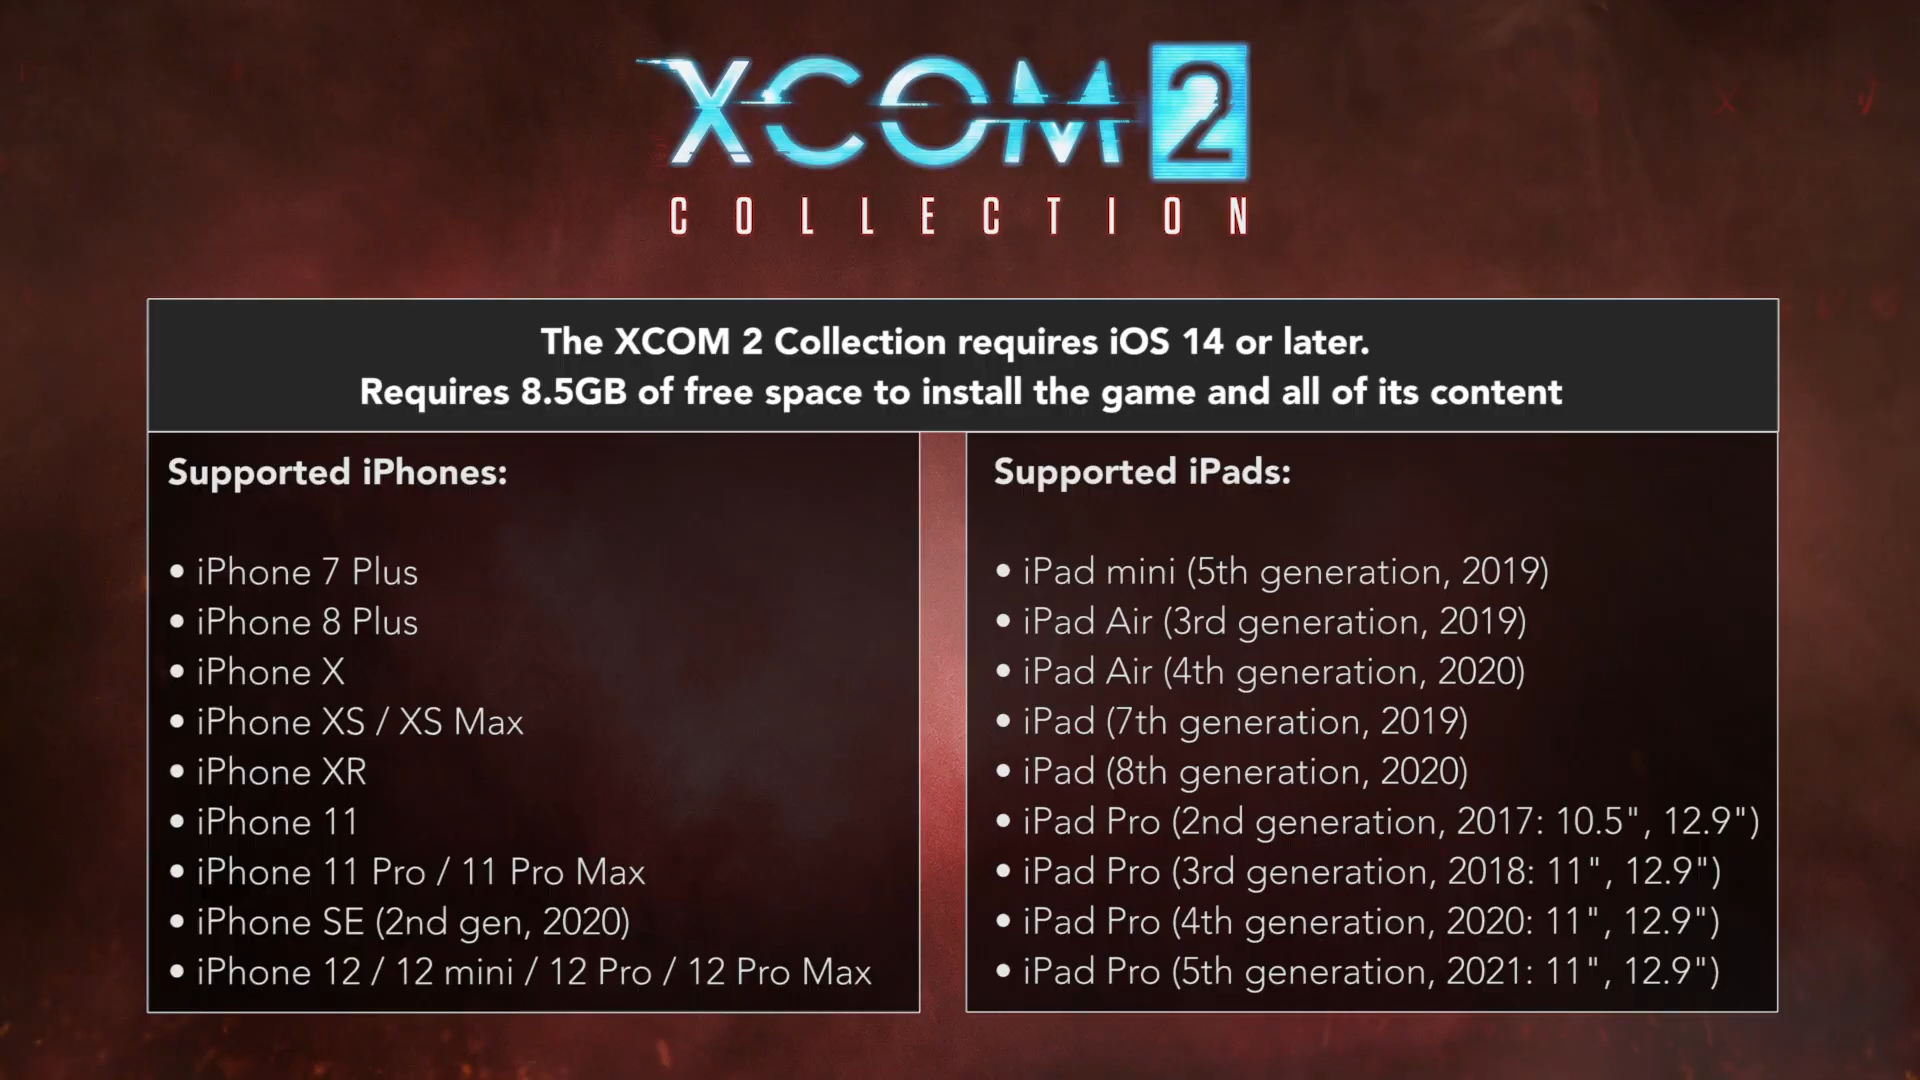 XCOM 2
COLLECTION
The XCOM 2 Collection requires iOS 14 or later.
Requires 8.5GB of free space to install the game and all of its content
Supported iPhones:
• iPhone 7 Plus
• iPhone 8 Plus
• iPhone X
• iPhone XS / XS Max
• iPhone XR
• iPhone 11
• iPhone 11 Pro / 11 Pro Max
• iPhone SE (2nd gen, 2020)
• iPhone 12 / 12 mini / 12 Pro / 12 Pro Max
Supported iPads:
• iPad mini (5th generation, 2019)
• iPad Air (3rd generation, 2019)
• iPad Air (4th generation, 2020)
• iPad (7th generation, 2019)
• iPad (8th generation, 2020)
• iPad Pro (2nd generation, 2017: 10.5", 12.9")
• iPad Pro (3rd generation, 2018: 11", 12.9")
• iPad Pro (4th generation, 2020: 11", 12.9")
• iPad Pro (5th generation, 2021: 11", 12.9")